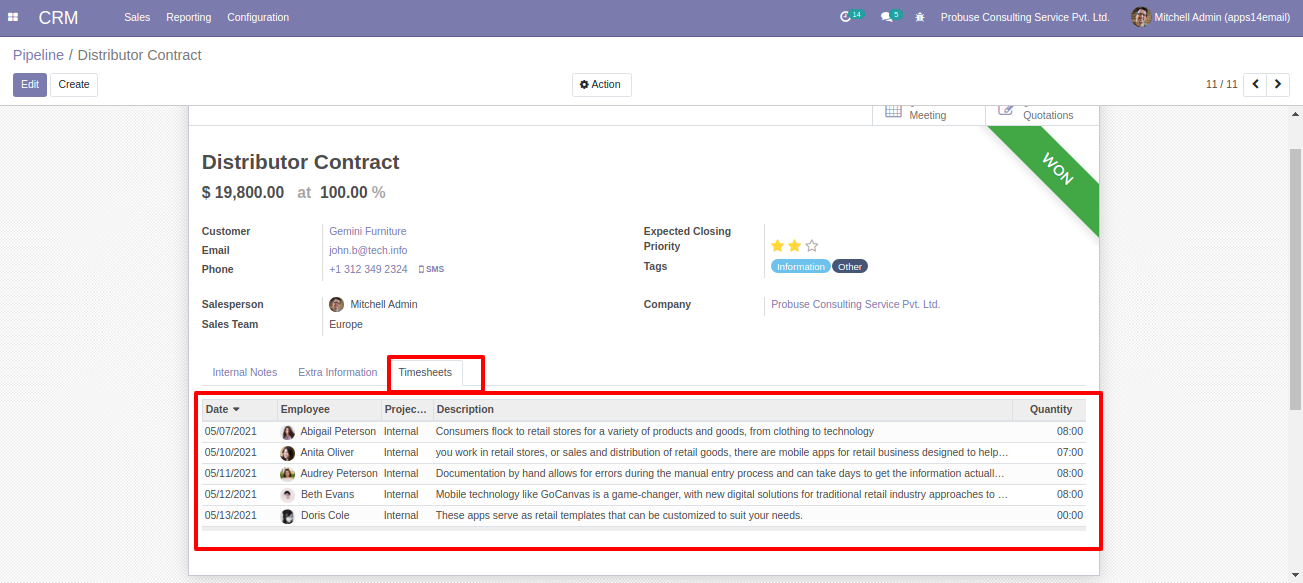 CRM Sales Reporting Configuration 14 5 Probuse Consulting Service Pvt. Ltd. Mitchell Admin (apps14email)
Pipeline / Distributor Contract
Edit Create Action 11 / 11
Meeting Quotations
WON
Distributor Contract
$ 19,800.00 at 100.00 %
Customer Gemini Furniture Expected Closing
Email john.b@tech.info Priority
Phone +1 312 349 2324 SMS Tags Information Other
Salesperson Mitchell Admin Company Probuse Consulting Service Pvt. Ltd.
Sales Team Europe
Internal Notes Extra Information Timesheets
Date Employee Projec... Description Quantity
05/07/2021 Abigail Peterson Internal Consumers flock to retail stores for a variety of products and goods, from clothing to technology 08:00
05/10/2021 Anita Oliver Internal you work in retail stores, or sales and distribution of retail goods, there are mobile apps for retail business designed to help... 07:00
05/11/2021 Audrey Peterson Internal Documentation by hand allows for errors during the manual entry process and can take days to get the information actuall... 08:00
05/12/2021 Beth Evans Internal Mobile technology like GoCanvas is a game-changer, with new digital solutions for traditional retail industry approaches to ... 08:00
05/13/2021 Doris Cole Internal These apps serve as retail templates that can be customized to suit your needs. 00:00